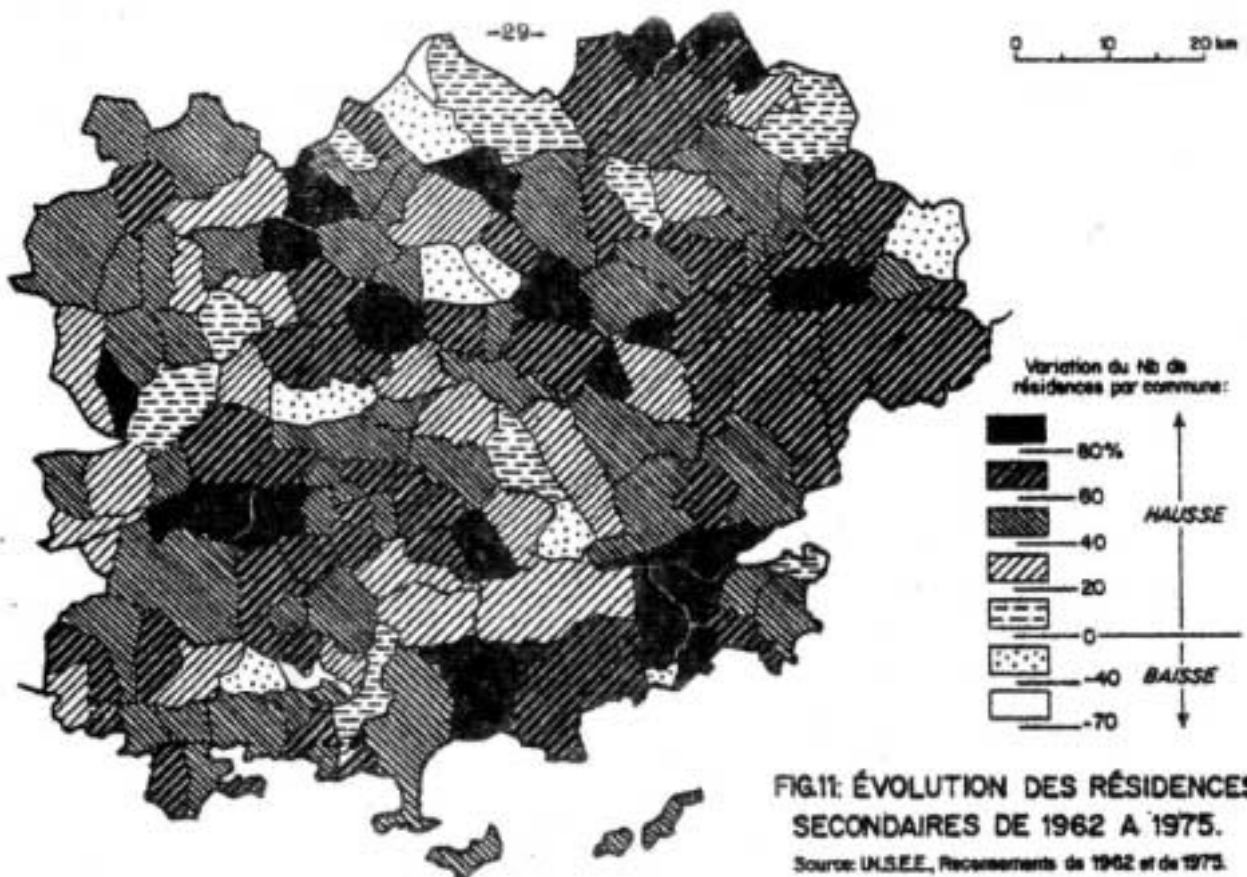 -29-
0 10 20 km
Variation du Nb de
résidences par commune:
80%
60
40
20
0
-40
-70
HAUSSE
BAISSE
FIG.11: ÉVOLUTION DES RÉSIDENCES
SECONDAIRES DE 1962 A 1975.
Source: I.N.S.E.E., Recensements de 1962 et de 1975.